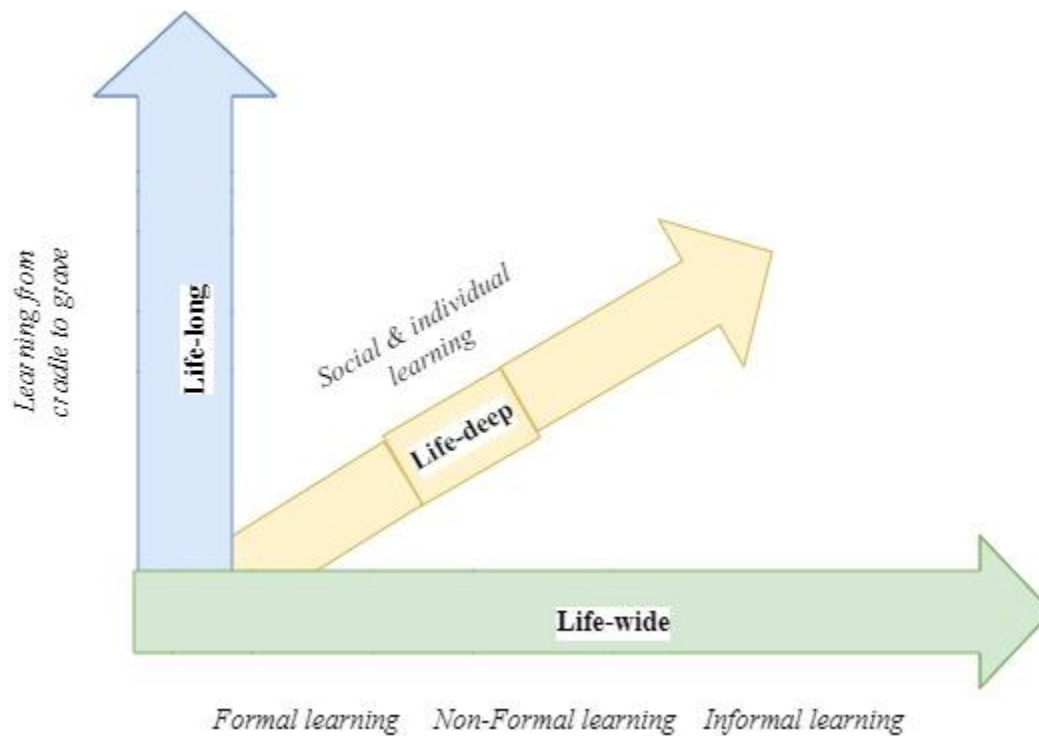 Learning from
cradle to grave
Life-long
Social & individual
learning
Life-deep
Life-wide
Formal learning Non-Formal learning Informal learning